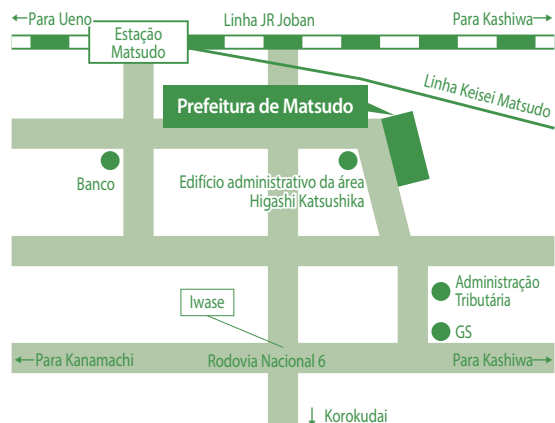 ←Para Ueno
Linha JR Joban
Para Kashiwa→
Estação
Matsudo
Linha Keisei Matsudo
Prefeitura de Matsudo
Banco
Edifício administrativo da área
Higashi Katsushika
Administração
Tributária
Iwase
GS
←Para Kanamachi
Rodovia Nacional 6
Para Kashiwa→
↓ Korokudai